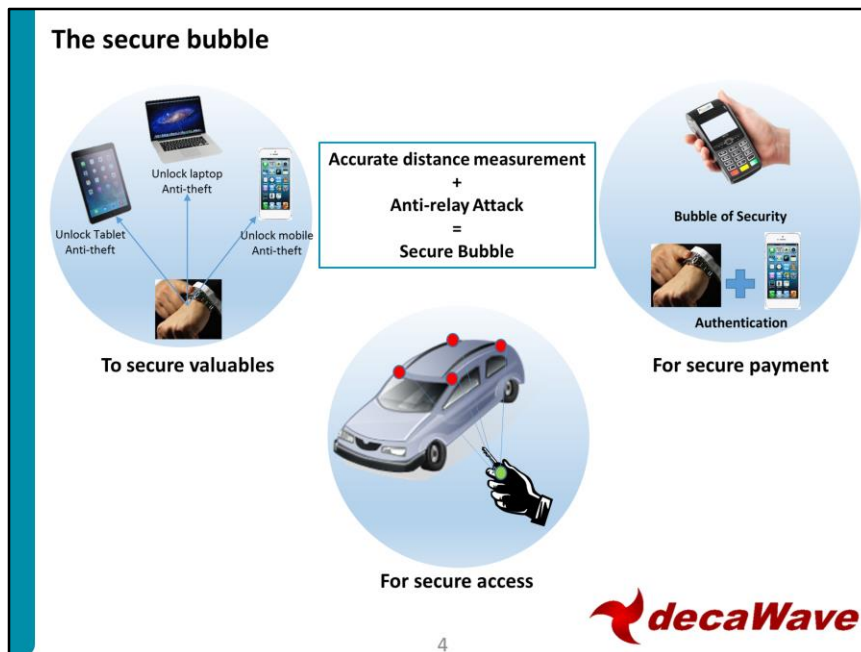 The secure bubble
Unlock laptop
Anti-theft
Unlock Tablet
Anti-theft
Unlock mobile
Anti-theft
To secure valuables
Accurate distance measurement
+
Anti-relay Attack
=
Secure Bubble
Bubble of Security
Authentication
For secure payment
For secure access
decaWave
4